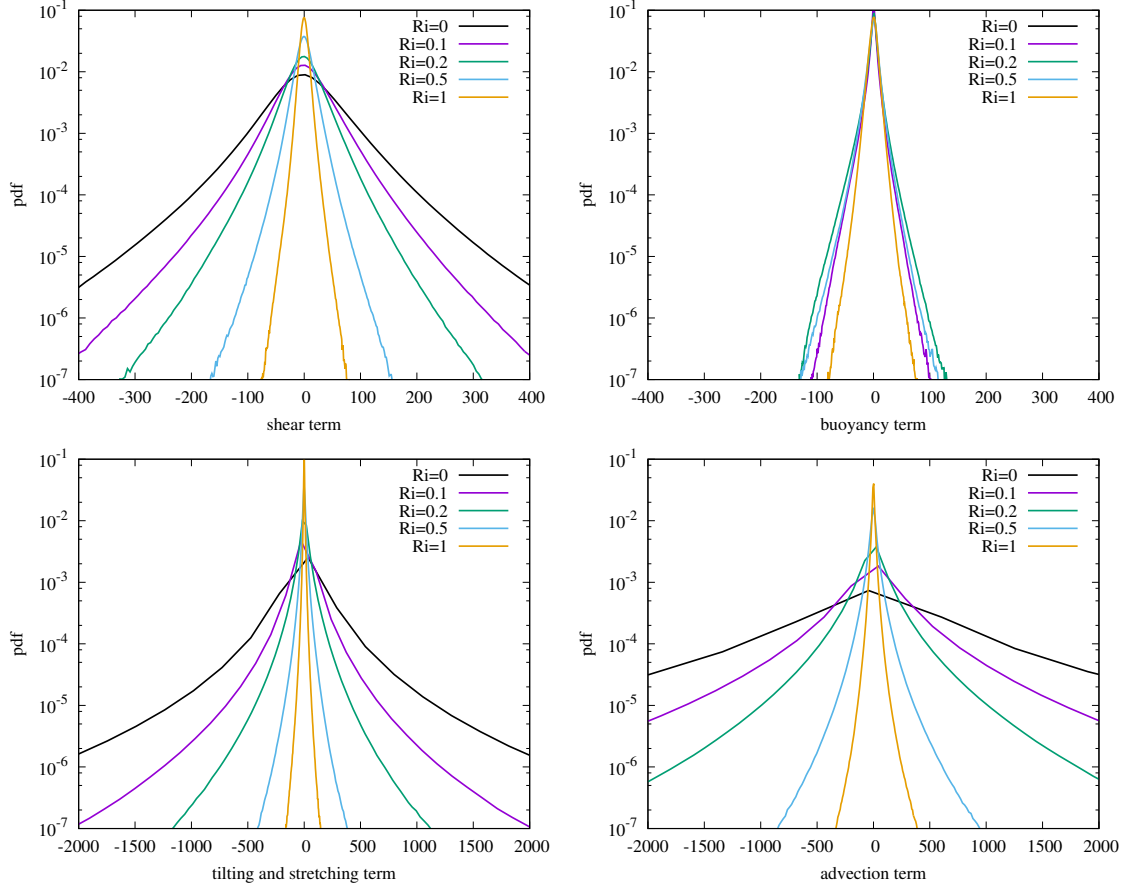 10^-1
10^-2
10^-3
10^-4
10^-5
10^-6
10^-7
pdf
Ri=0
Ri=0.1
Ri=0.2
Ri=0.5
Ri=1
-400 -300 -200 -100 0 100 200 300 400
shear term
10^-1
10^-2
10^-3
10^-4
10^-5
10^-6
10^-7
pdf
Ri=0
Ri=0.1
Ri=0.2
Ri=0.5
Ri=1
-400 -300 -200 -100 0 100 200 300 400
buoyancy term
10^-1
10^-2
10^-3
10^-4
10^-5
10^-6
10^-7
pdf
Ri=0
Ri=0.1
Ri=0.2
Ri=0.5
Ri=1
-2000 -1500 -1000 -500 0 500 1000 1500 2000
tilting and stretching term
10^-1
10^-2
10^-3
10^-4
10^-5
10^-6
10^-7
pdf
Ri=0
Ri=0.1
Ri=0.2
Ri=0.5
Ri=1
-2000 -1500 -1000 -500 0 500 1000 1500 2000
advection term